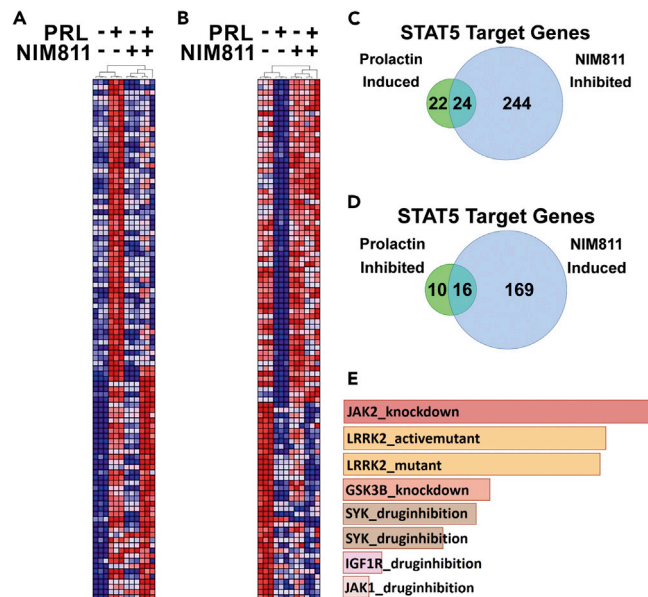 A
PRL - + - +
NIM811 - - + +
B
PRL - + - +
NIM811 - - + +
C
STAT5 Target Genes
Prolactin
Induced
NIM811
Inhibited
22 24 244
D
STAT5 Target Genes
Prolactin
Inhibited
NIM811
Induced
10 16 169
E
JAK2_knockdown
LRRK2_activemutant
LRRK2_mutant
GSK3B_knockdown
SYK_druginhibition
SYK_druginhibition
IGF1R_druginhibition
JAK1_druginhibition